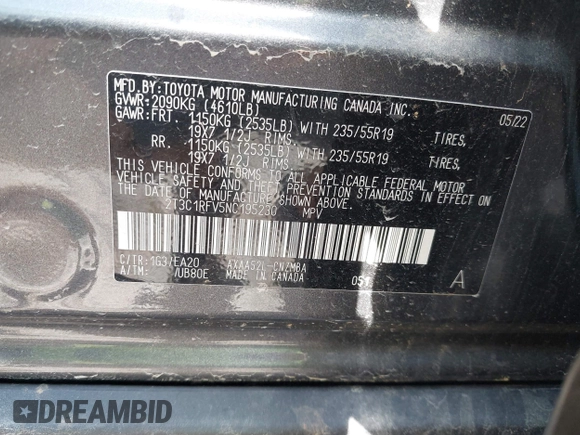 MFD.BY:TOYOTA MOTOR MANUFACTURING CANADA INC. 05/22
GVWR:2090KG (4610LB)
GAWR:FRT. 1150KG (2535LB) WITH 235/55R19 TIRES,
19X7 1/2J RIMS.
RR. 1150KG (2535LB) WITH 235/55R19 TIRES,
19X7 1/2J RIMS.
THIS VEHICLE CONFORMS TO ALL APPLICABLE FEDERAL MOTOR
VEHICLE SAFETY AND THEFT PREVENTION STANDARDS IN EFFECT ON
THE DATE OF MANUFACTURE SHOWN ABOVE.
2T3C1RFV5NC195230 MPV
C/TR:1G3/EA20 AXAA52L-CNZMBA
A/TM: /UB80E MADE IN CANADA A
DREAMBID